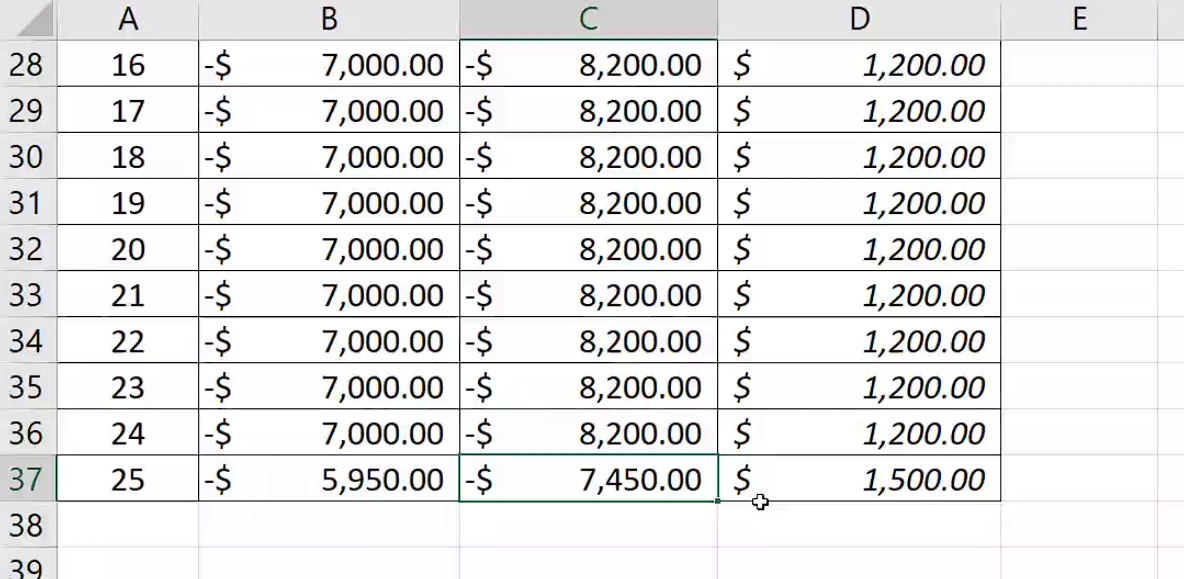 A B C D E
28 16 -$ 7,000.00 -$ 8,200.00 $ 1,200.00
29 17 -$ 7,000.00 -$ 8,200.00 $ 1,200.00
30 18 -$ 7,000.00 -$ 8,200.00 $ 1,200.00
31 19 -$ 7,000.00 -$ 8,200.00 $ 1,200.00
32 20 -$ 7,000.00 -$ 8,200.00 $ 1,200.00
33 21 -$ 7,000.00 -$ 8,200.00 $ 1,200.00
34 22 -$ 7,000.00 -$ 8,200.00 $ 1,200.00
35 23 -$ 7,000.00 -$ 8,200.00 $ 1,200.00
36 24 -$ 7,000.00 -$ 8,200.00 $ 1,200.00
37 25 -$ 5,950.00 -$ 7,450.00 $ 1,500.00
38
39